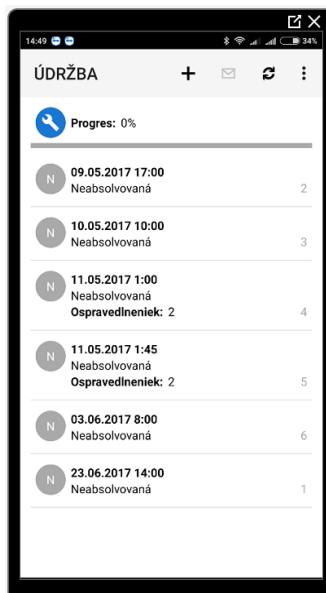 14:49
34%
ÚDRŽBA
Progres: 0%
N
09.05.2017 17:00
Neabsolvovaná
2
N
10.05.2017 10:00
Neabsolvovaná
3
N
11.05.2017 1:00
Neabsolvovaná
Ospravedlneniek: 2
4
N
11.05.2017 1:45
Neabsolvovaná
Ospravedlneniek: 2
5
N
03.06.2017 8:00
Neabsolvovaná
6
N
23.06.2017 14:00
Neabsolvovaná
1